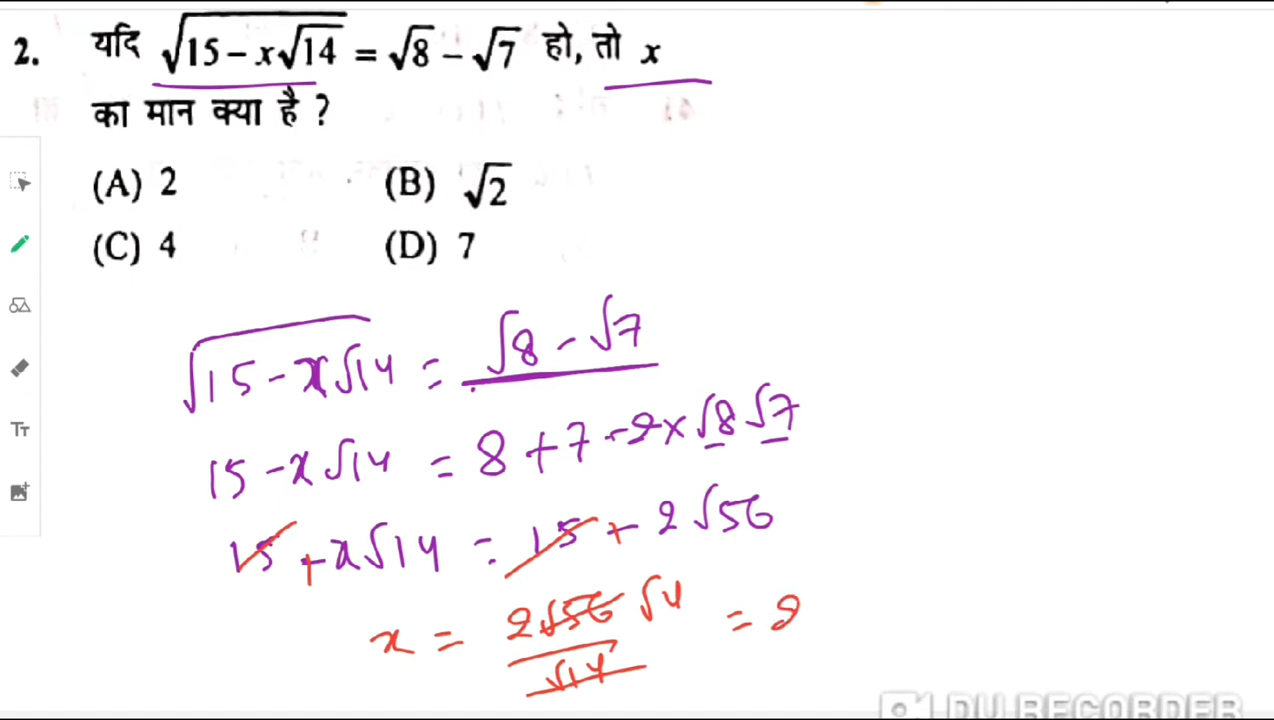 2. यदि √(15 – x√14) = √8 – √7 हो, तो x
का मान क्या है ?
(A) 2 (B) √2
(C) 4 (D) 7
√(15 - x√14) = √8 - √7
15 - x√14 = 8 + 7 - 2 × √8 √7
15 + x√14 = 15 + 2√56
x = 2√56 √4 / √14 = 2
DU RECORDER